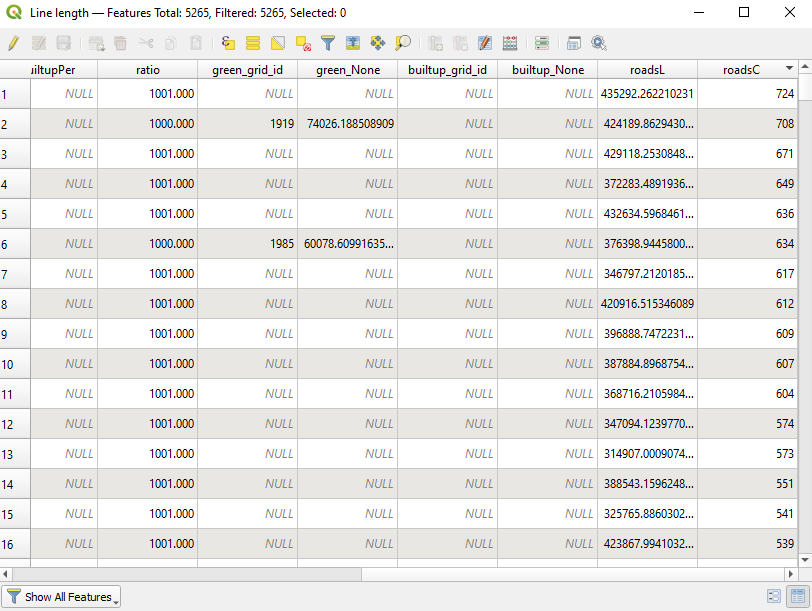 Line length — Features Total: 5265, Filtered: 5265, Selected: 0
uiltupPer ratio green_grid_id green_None builtup_grid_id builtup_None roadsL roadsC
1 NULL 1001.000 NULL NULL NULL NULL 435292.262210231 724
2 NULL 1000.000 1919 74026.188508909 NULL NULL 424189.8629430... 708
3 NULL 1001.000 NULL NULL NULL NULL 429118.2530848... 671
4 NULL 1001.000 NULL NULL NULL NULL 372283.4891936... 649
5 NULL 1001.000 NULL NULL NULL NULL 432634.5968461... 636
6 NULL 1000.000 1985 60078.60991635... NULL NULL 376398.9445800... 634
7 NULL 1001.000 NULL NULL NULL NULL 346797.2120185... 617
8 NULL 1001.000 NULL NULL NULL NULL 420916.515346089 612
9 NULL 1001.000 NULL NULL NULL NULL 396888.7472231... 609
10 NULL 1001.000 NULL NULL NULL NULL 387884.8968754... 607
11 NULL 1001.000 NULL NULL NULL NULL 368716.2105984... 604
12 NULL 1001.000 NULL NULL NULL NULL 347094.1239770... 574
13 NULL 1001.000 NULL NULL NULL NULL 314907.0009074... 573
14 NULL 1001.000 NULL NULL NULL NULL 388543.1596248... 551
15 NULL 1001.000 NULL NULL NULL NULL 325765.8860302... 541
16 NULL 1001.000 NULL NULL NULL NULL 423867.9941032... 539
Show All Features